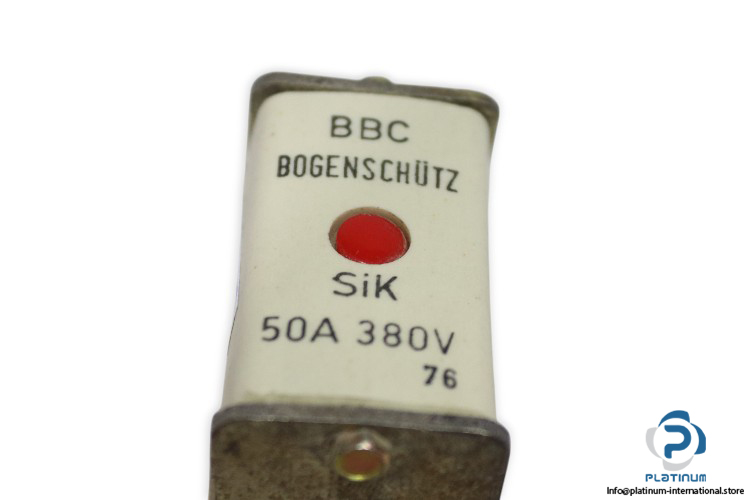 BBC
BOGENSCHÜTZ
SiK
50A 380V
76
PLATINUM
Info@platinum-international.store